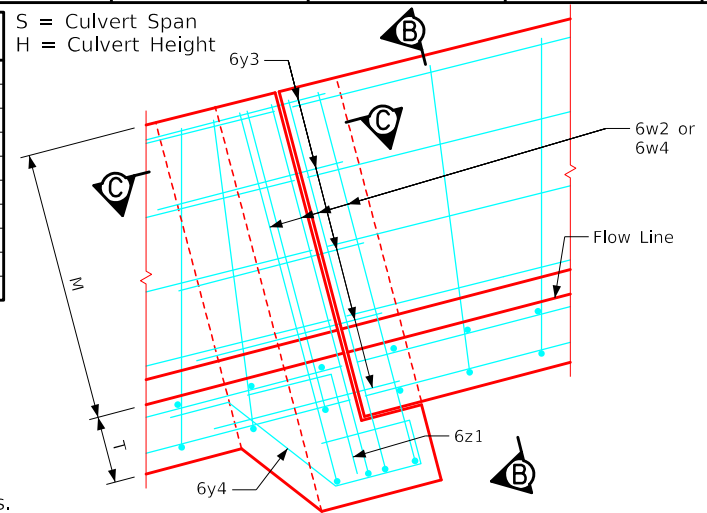 S = Culvert Span
H = Culvert Height
B
6y3
C
6w2 or
6w4
C
Flow Line
M
T
6z1
6y4
B
s.